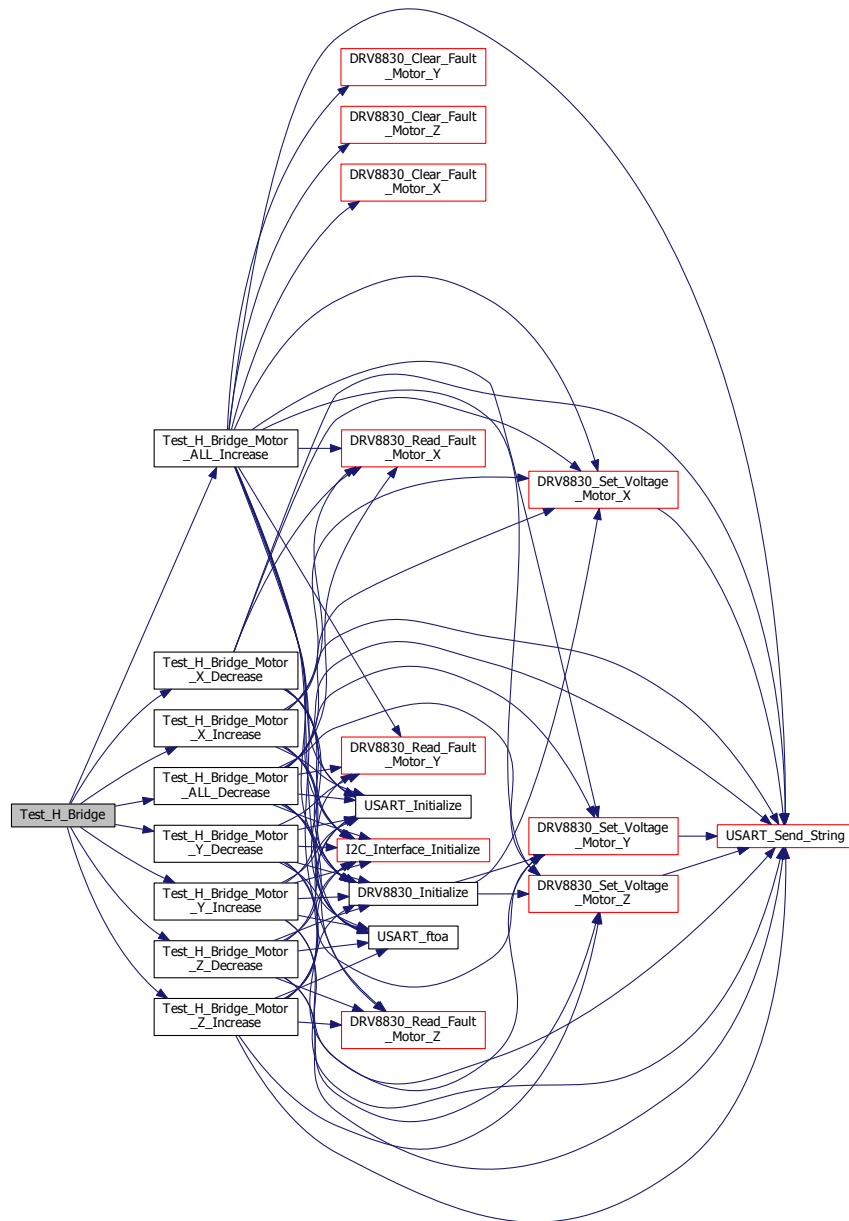 DRV8830_Clear_Fault
_Motor_Y
DRV8830_Clear_Fault
_Motor_Z
DRV8830_Clear_Fault
_Motor_X
Test_H_Bridge_Motor
_ALL_Increase
DRV8830_Read_Fault
_Motor_X
DRV8830_Set_Voltage
_Motor_X
Test_H_Bridge_Motor
_X_Decrease
Test_H_Bridge_Motor
_X_Increase
DRV8830_Read_Fault
_Motor_Y
Test_H_Bridge_Motor
_ALL_Decrease
USART_Initialize
Test_H_Bridge
Test_H_Bridge_Motor
_Y_Decrease
I2C_Interface_Initialize
DRV8830_Set_Voltage
_Motor_Y
USART_Send_String
Test_H_Bridge_Motor
_Y_Increase
DRV8830_Initialize
DRV8830_Set_Voltage
_Motor_Z
USART_ftoa
Test_H_Bridge_Motor
_Z_Decrease
Test_H_Bridge_Motor
_Z_Increase
DRV8830_Read_Fault
_Motor_Z